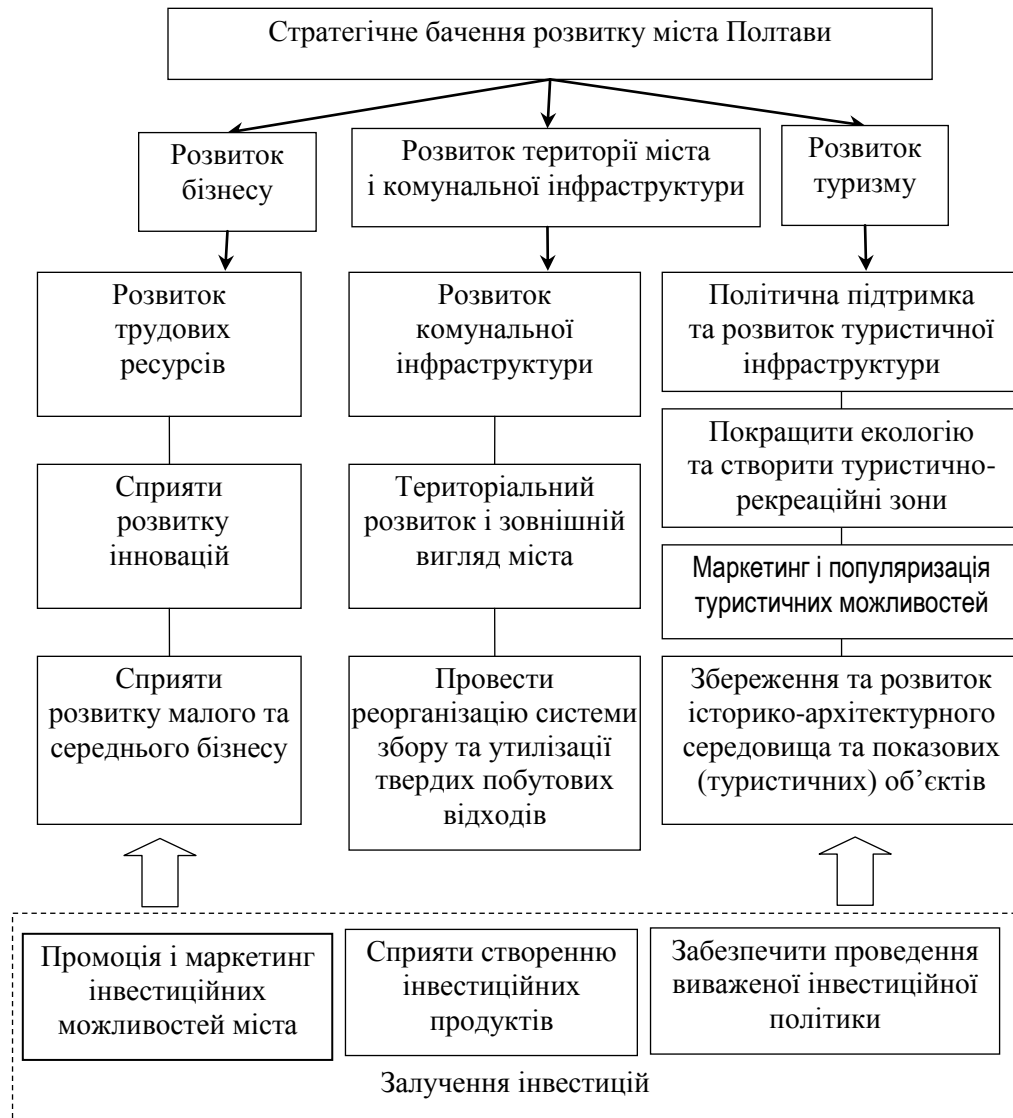 Стратегічне бачення розвитку міста Полтави
Розвиток
бізнесу
Розвиток території міста
і комунальної інфраструктури
Розвиток
туризму
Розвиток
трудових
ресурсів
Розвиток
комунальної
інфраструктури
Політична підтримка
та розвиток туристичної
інфраструктури
Сприяти
розвитку
інновацій
Територіальний
розвиток і зовнішній
вигляд міста
Покращити екологію
та створити туристично-
рекреаційні зони
Маркетинг і популяризація
туристичних можливостей
Сприяти
розвитку малого та
середнього бізнесу
Провести
реорганізацію системи
збору та утилізації
твердих побутових
відходів
Збереження та розвиток
історико-архітектурного
середовища та показових
(туристичних) об’єктів
Промоція і маркетинг
інвестиційних
можливостей міста
Сприяти створенню
інвестиційних
продуктів
Забезпечити проведення
виваженої інвестиційної
політики
Залучення інвестицій